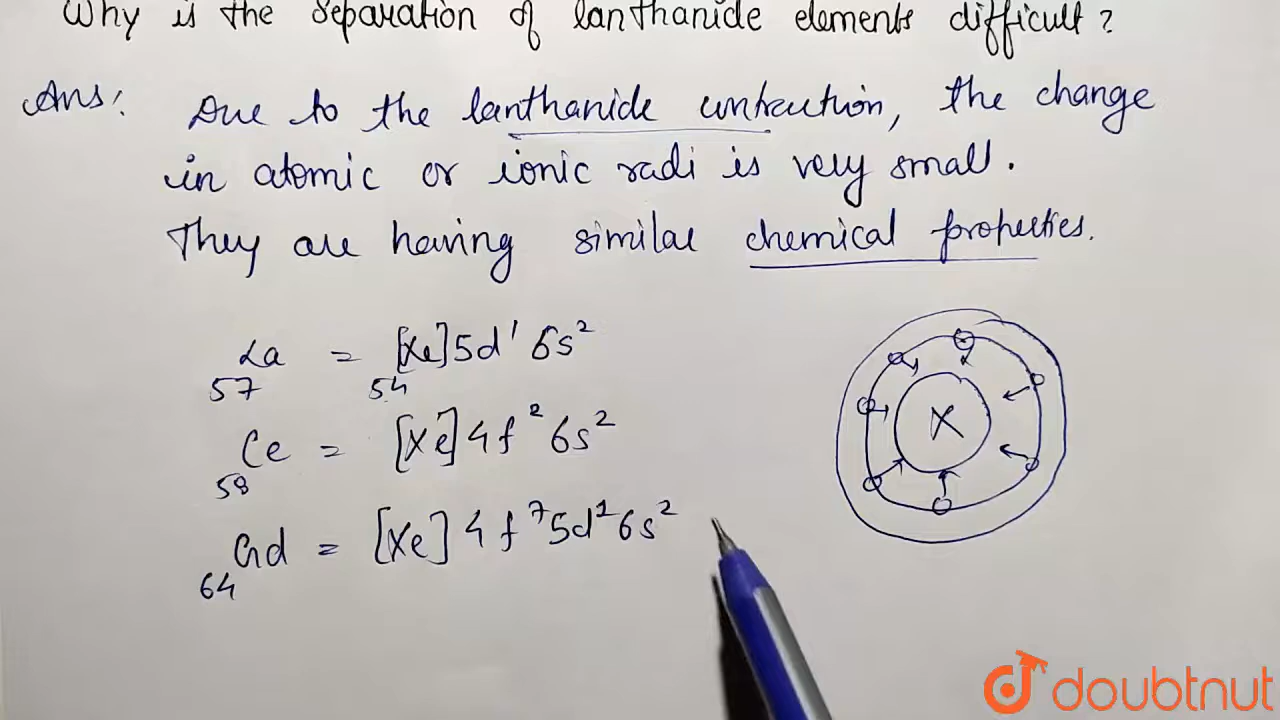 Why is the separation of lanthanide elements difficult?
Ans: Due to the lanthanide contraction, the change
in atomic or ionic radi is very small.
They are having similar chemical properties.
57La = 54[Xe] 5d¹ 6s²
58Ce = [Xe] 4f² 6s²
64Gd = [Xe] 4f⁷ 5d¹ 6s²
X
doubtnut